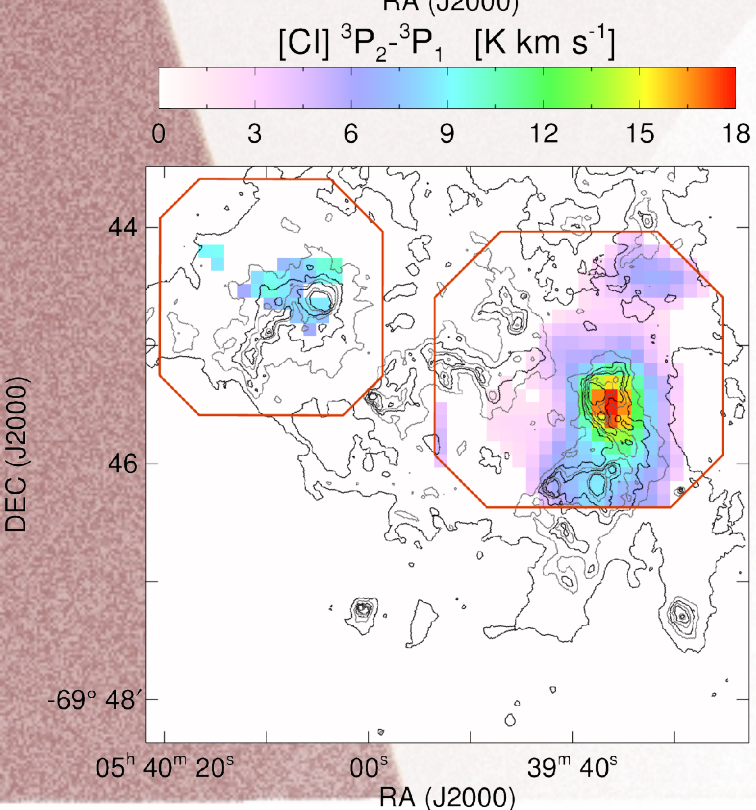 RA (J2000)
[CI] ³P₂-³P₁ [K km s⁻¹]
0 3 6 9 12 15 18
44
46
-69° 48′
DEC (J2000)
05ʰ 40ᵐ 20ˢ 00ˢ 39ᵐ 40ˢ
RA (J2000)